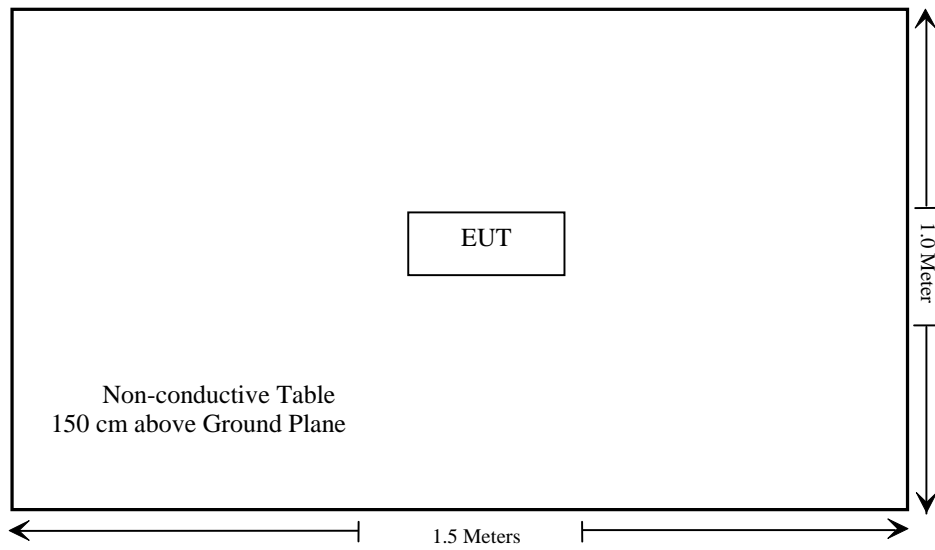 EUT
1.0 Meter
Non-conductive Table
150 cm above Ground Plane
1.5 Meters